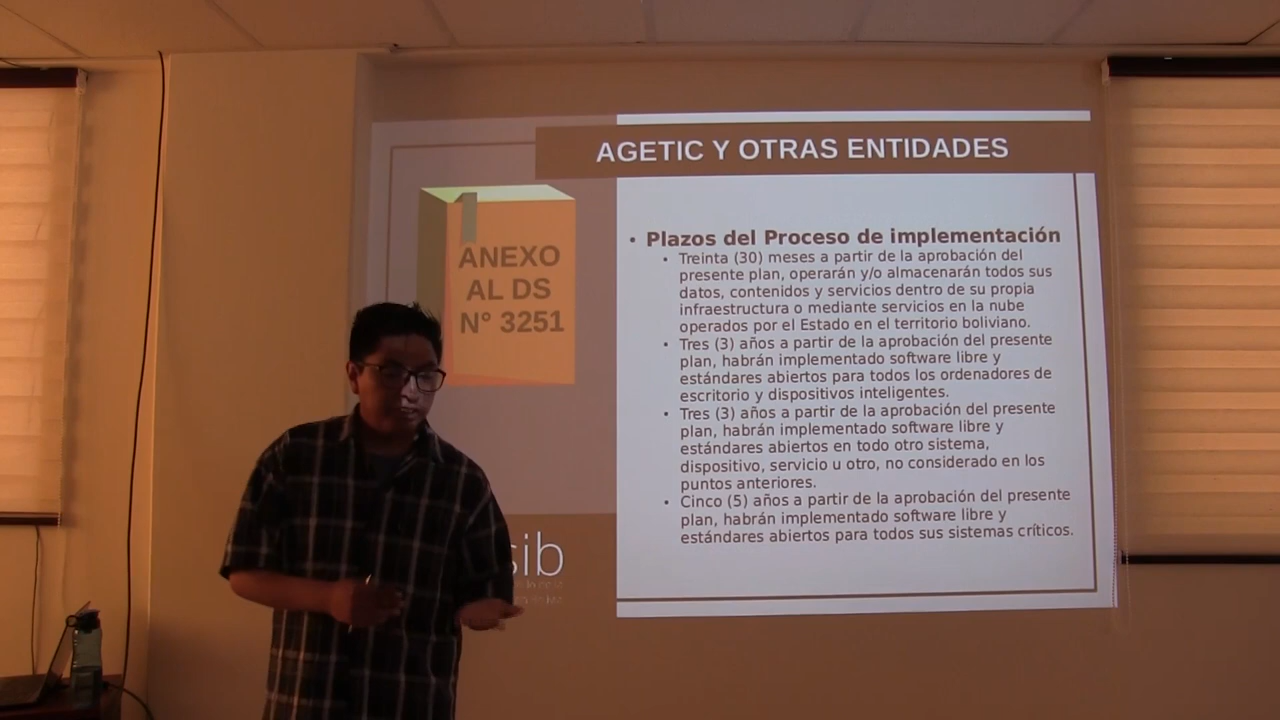 AGETIC Y OTRAS ENTIDADES
ANEXO
AL DS
N° 3251
• Plazos del Proceso de implementación
• Treinta (30) meses a partir de la aprobación del
presente plan, operarán y/o almacenarán todos sus
datos, contenidos y servicios dentro de su propia
infraestructura o mediante servicios en la nube
operados por el Estado en el territorio boliviano.
• Tres (3) años a partir de la aprobación del presente
plan, habrán implementado software libre y
estándares abiertos para todos los ordenadores de
escritorio y dispositivos inteligentes.
• Tres (3) años a partir de la aprobación del presente
plan, habrán implementado software libre y
estándares abiertos en todo otro sistema,
dispositivo, servicio u otro, no considerado en los
puntos anteriores.
• Cinco (5) años a partir de la aprobación del presente
plan, habrán implementado software libre y
estándares abiertos para todos sus sistemas críticos.
sib